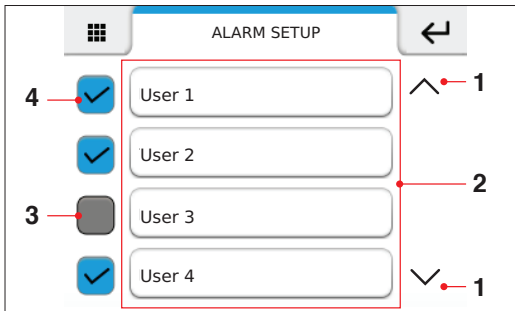 ALARM SETUP
4
User 1
1
User 2
2
3
User 3
User 4
1